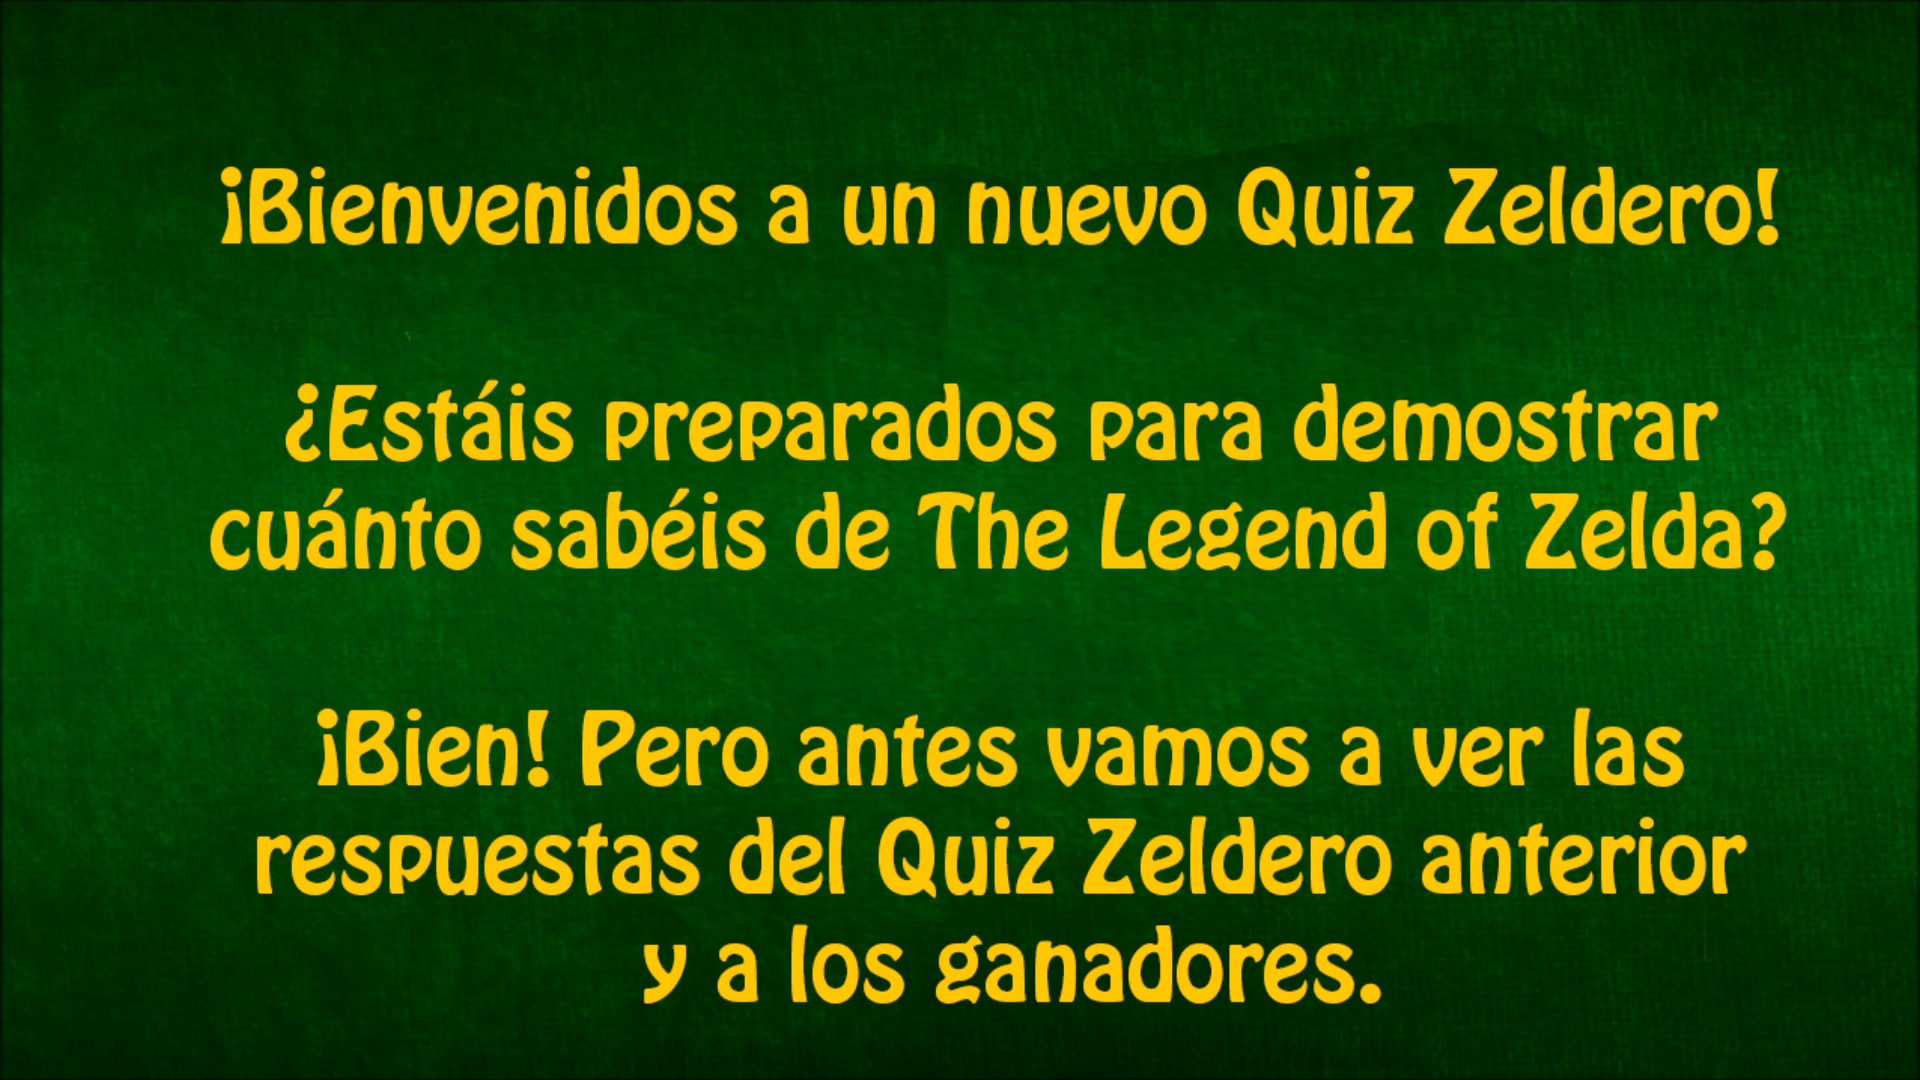 ¡Bienvenidos a un nuevo Quiz Zeldero!
¿Estáis preparados para demostrar
cuánto sabéis de The Legend of Zelda?
¡Bien! Pero antes vamos a ver las
respuestas del Quiz Zeldero anterior
y a los ganadores.